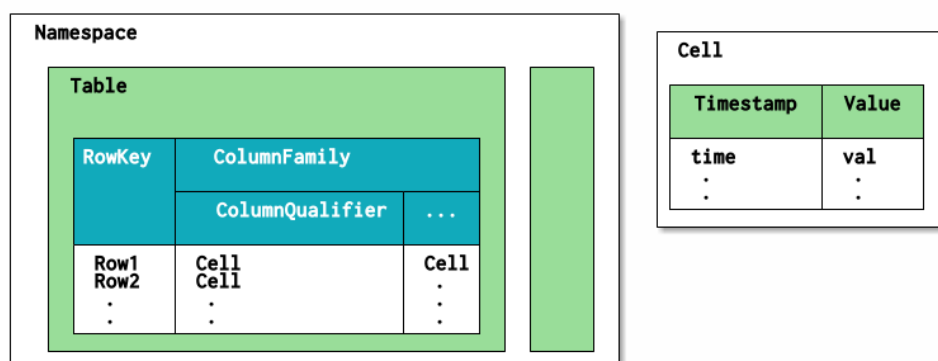 Namespace
Table
RowKey ColumnFamily
ColumnQualifier ...
Row1 Cell Cell
Row2 Cell .
. . .
. . .
Cell
Timestamp Value
time val
. .
. .